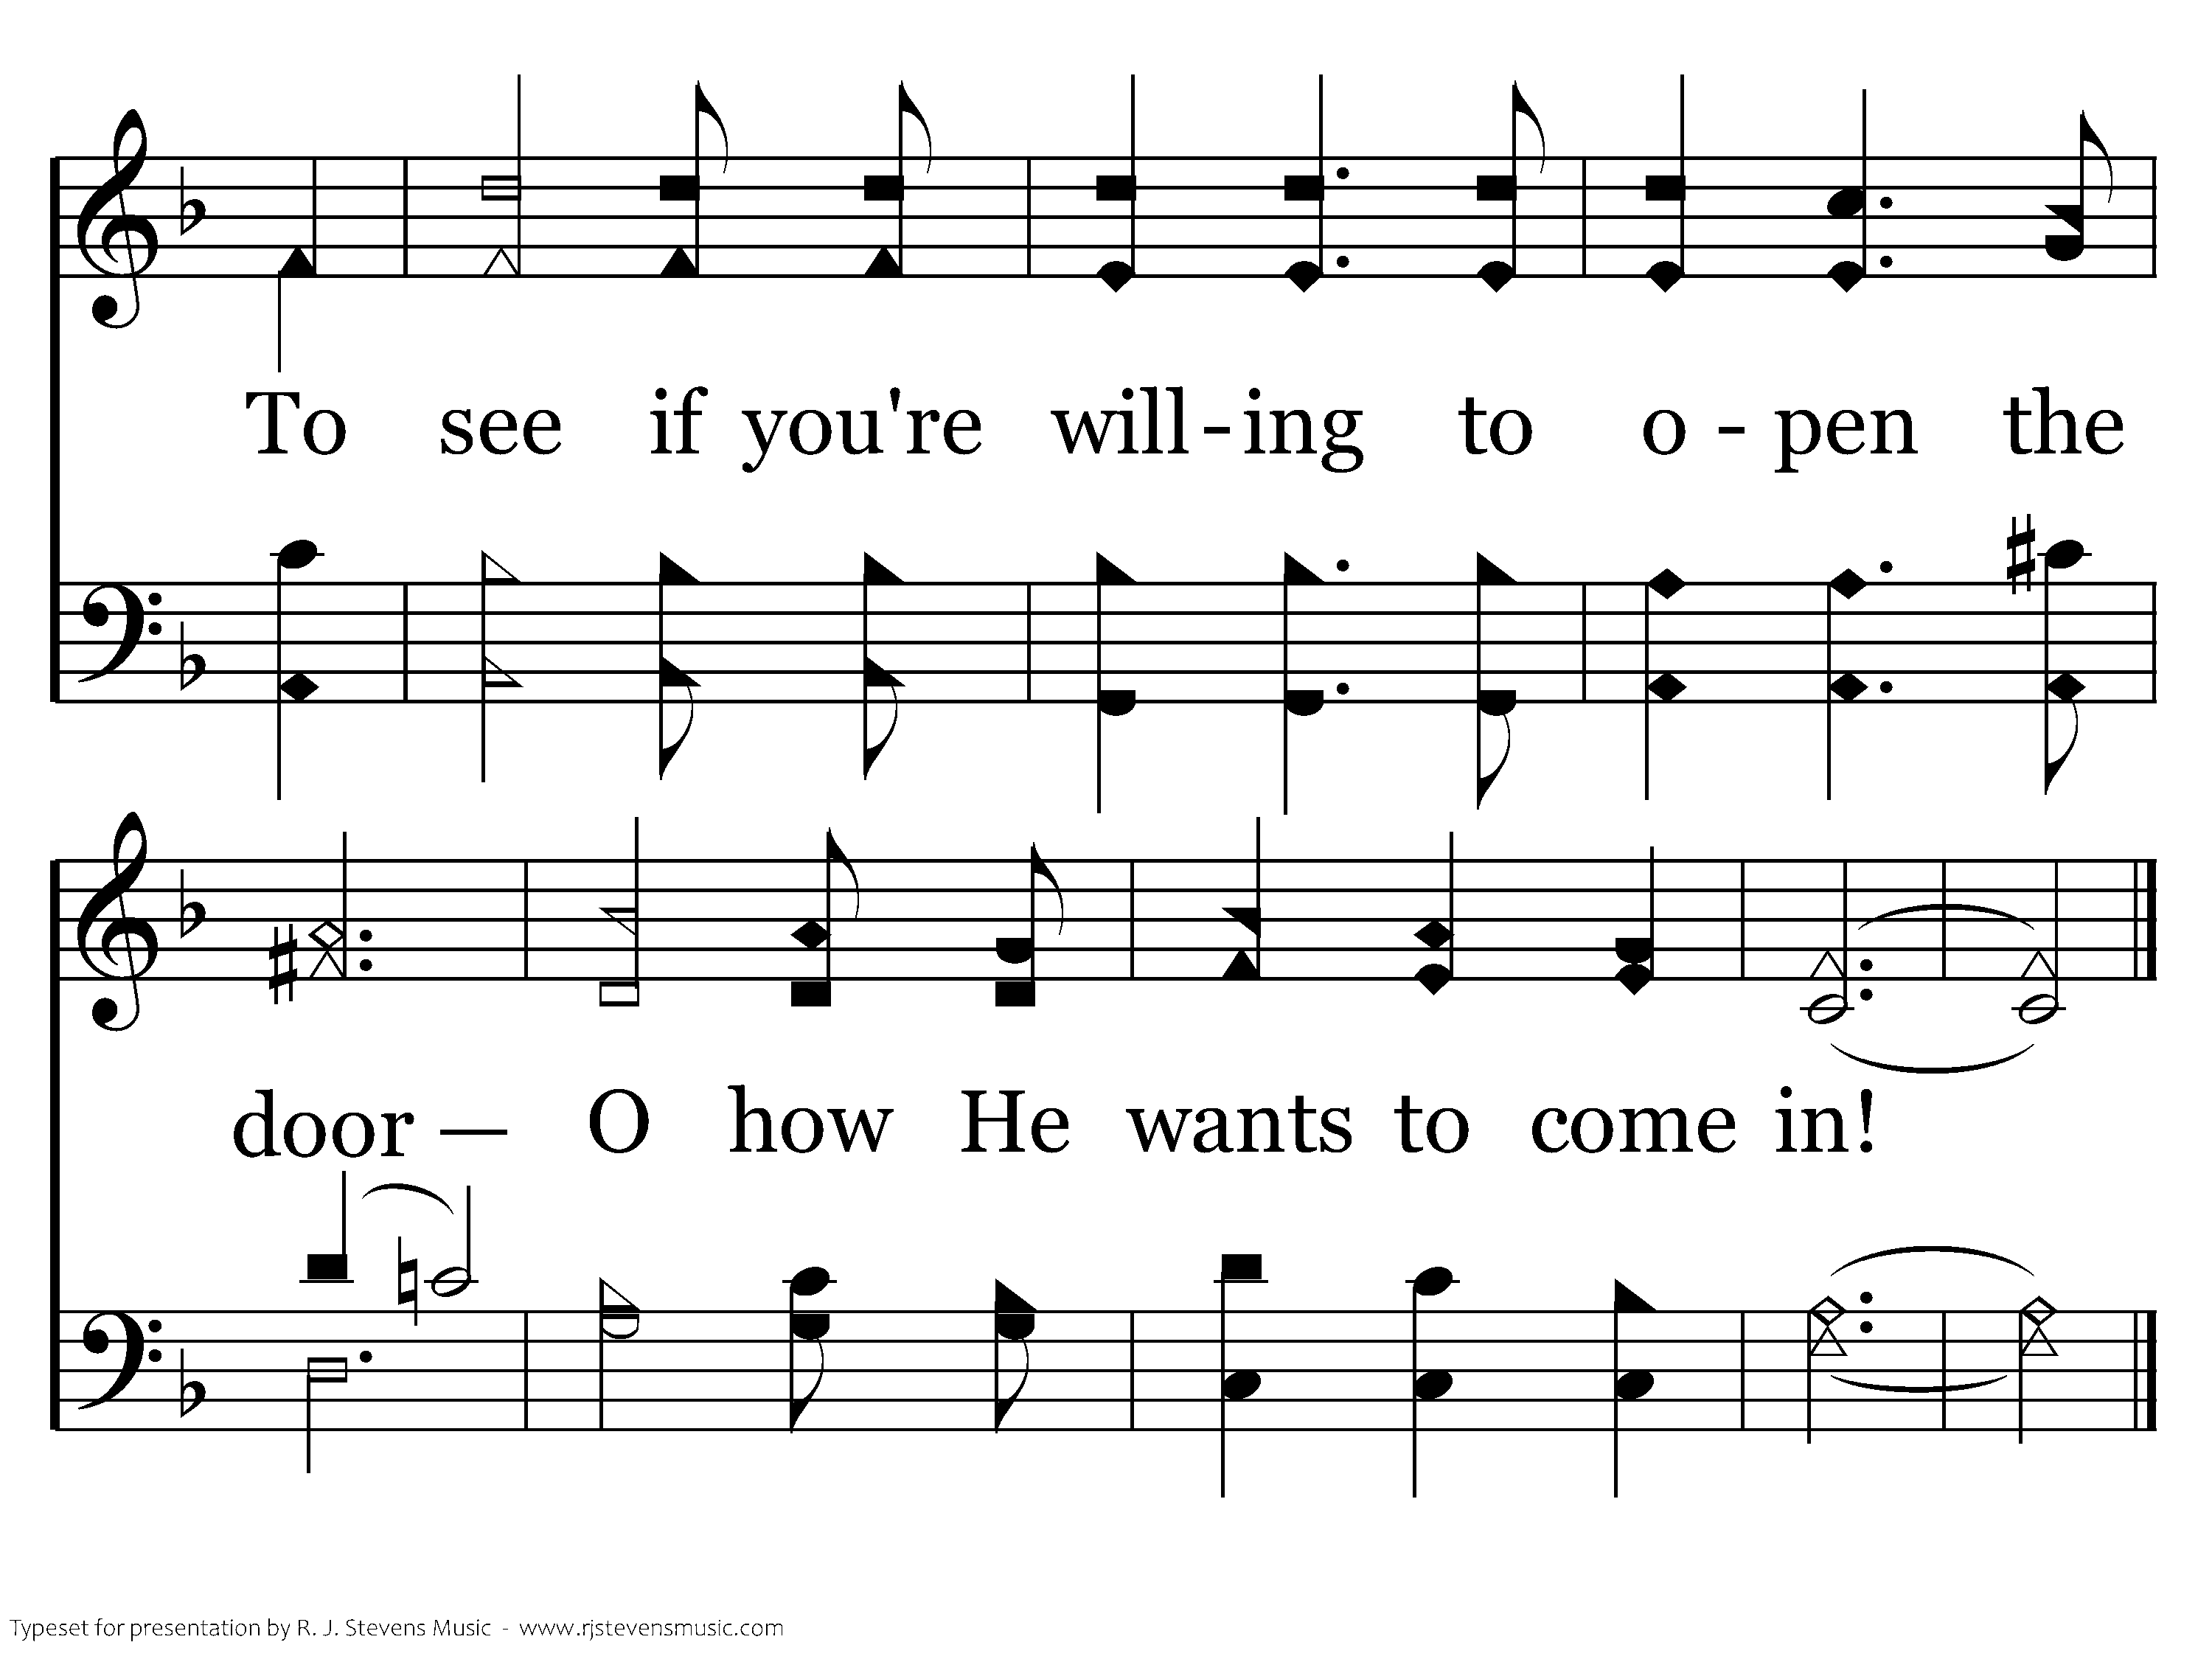 To see if you're will-ing to o-pen the
door — O how He wants to come in!
Typeset for presentation by R. J. Stevens Music - www.rjstevensmusic.com